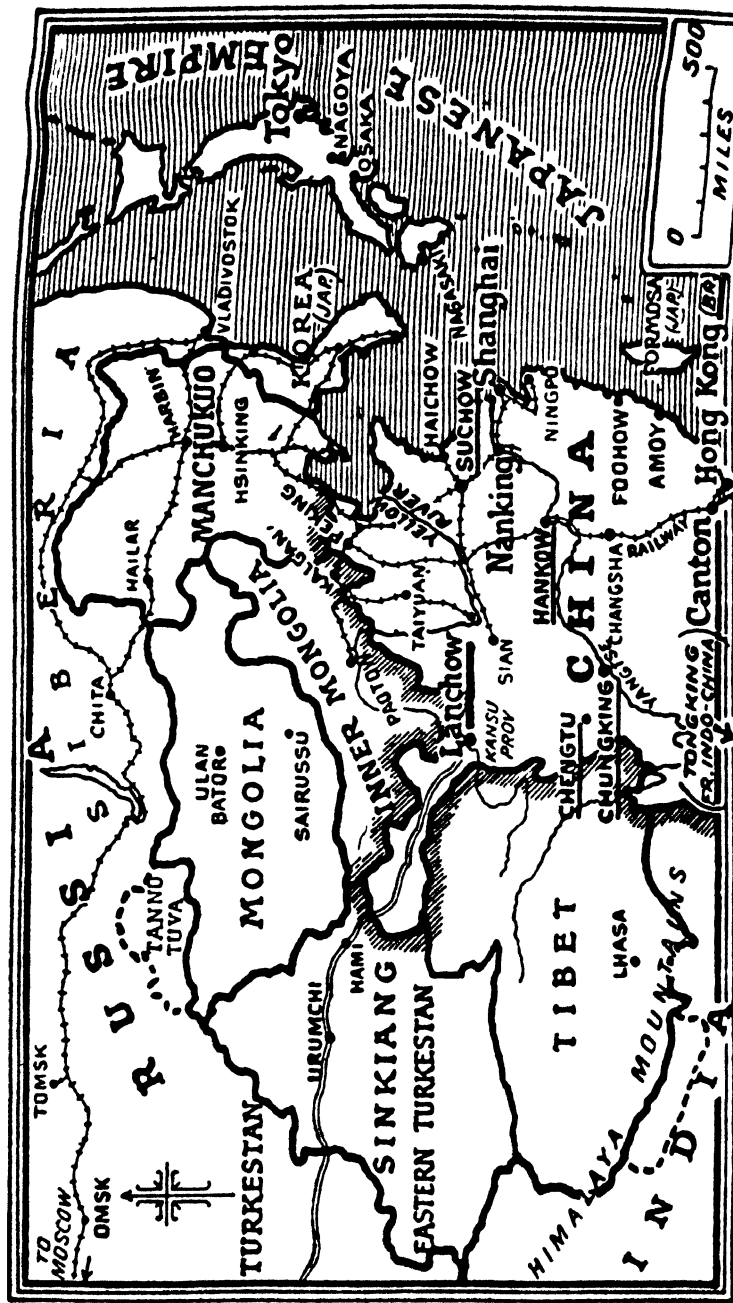 TO
MOSCOW
OMSK
TOMSK
RUSSIA
SIBERIA
CHITA
TANNU
TUVA
TURKESTAN
MONGOLIA
ULAN
BATOR
SAIRUSSU
HAILAR
HARBIN
MANCHUKUO
HSINKING
VLADIVOSTOK
KOREA
(JAP.)
JAPANESE
EMPIRE
Tokyo
NAGOYA
OSAKA
NAGASAKI
INNER MONGOLIA
KALGAN
PEKING
PAOTOW
TAIYUAN
YELLOW
RIVER
HAICHOW
SUCHOW
Shanghai
Nanking
NINGPO
URUMCHI
HAMI
SINKIANG
EASTERN TURKESTAN
Lanchow
KANSU
PROV
SIAN
HANKOW
CHINA
CHENGTU
CHUNGKING
YANGTSE
CHANGSHA
RAILWAY
FOOHOW
AMOY
FORMOSA
(JAP.)
TIBET
LHASA
HIMALAYA MOUNTAINS
INDIA
(TONGKING
FR. INDO-CHINA)
Canton
Hong Kong (BR)
0 500
MILES